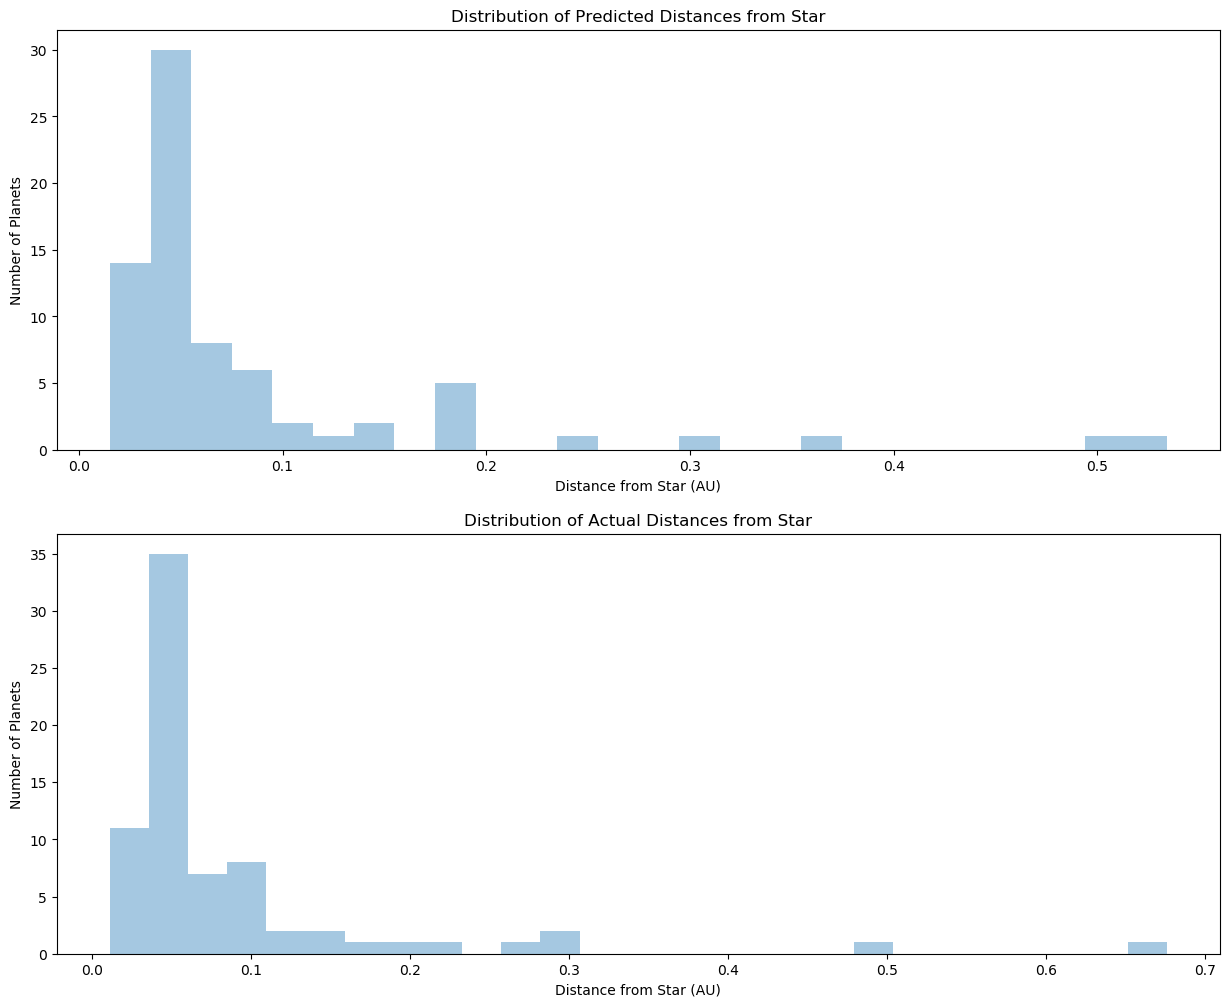 Distribution of Predicted Distances from Star
30
25
20
15
10
5
0
Number of Planets
0.0 0.1 0.2 0.3 0.4 0.5
Distance from Star (AU)
Distribution of Actual Distances from Star
35
30
25
20
15
10
5
0
Number of Planets
0.0 0.1 0.2 0.3 0.4 0.5 0.6 0.7
Distance from Star (AU)